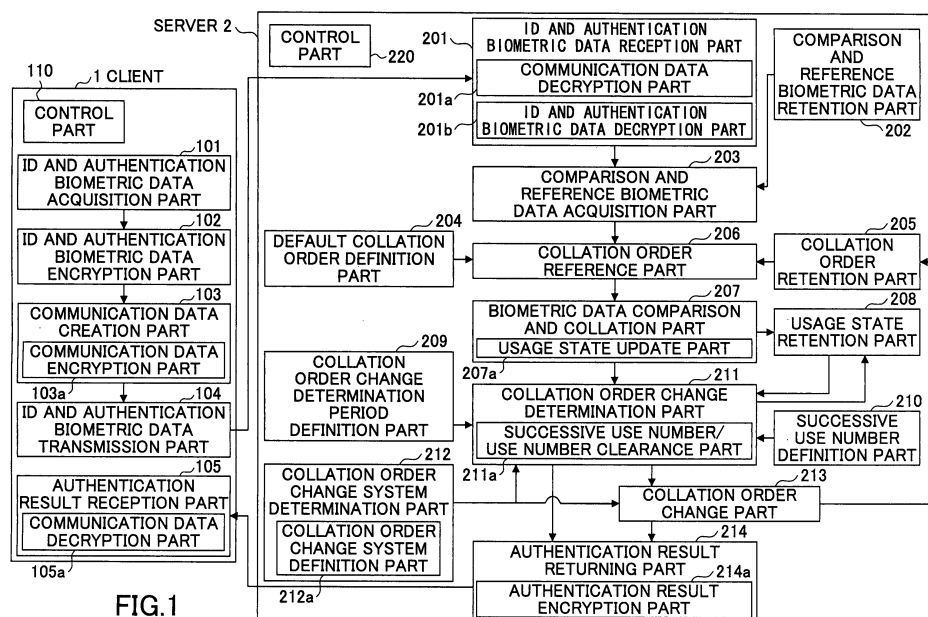 SERVER 2
1 CLIENT
110
CONTROL
PART
101
ID AND AUTHENTICATION
BIOMETRIC DATA
ACQUISITION PART
102
ID AND AUTHENTICATION
BIOMETRIC DATA
ENCRYPTION PART
103
COMMUNICATION DATA
CREATION PART
COMMUNICATION DATA
ENCRYPTION PART
103a
104
ID AND AUTHENTICATION
BIOMETRIC DATA
TRANSMISSION PART
105
AUTHENTICATION
RESULT RECEPTION PART
COMMUNICATION DATA
DECRYPTION PART
105a
FIG.1
CONTROL
PART
220
201
ID AND AUTHENTICATION
BIOMETRIC DATA RECEPTION PART
COMMUNICATION DATA
DECRYPTION PART
201a
201b
ID AND AUTHENTICATION
BIOMETRIC DATA DECRYPTION PART
COMPARISON AND
REFERENCE
BIOMETRIC DATA
RETENTION PART
202
203
COMPARISON AND
REFERENCE BIOMETRIC
DATA ACQUISITION PART
204
DEFAULT COLLATION
ORDER DEFINITION
PART
206
COLLATION ORDER
REFERENCE PART
205
COLLATION
ORDER
RETENTION PART
207
BIOMETRIC DATA COMPARISON
AND COLLATION PART
USAGE STATE UPDATE PART
207a
208
USAGE STATE
RETENTION PART
209
COLLATION
ORDER CHANGE
DETERMINATION
PERIOD
DEFINITION PART
211
COLLATION ORDER CHANGE
DETERMINATION PART
SUCCESSIVE USE NUMBER/
USE NUMBER CLEARANCE PART
211a
210
SUCCESSIVE
USE NUMBER
DEFINITION PART
212
COLLATION ORDER
CHANGE SYSTEM
DETERMINATION PART
COLLATION ORDER
CHANGE SYSTEM
DEFINITION PART
212a
213
COLLATION ORDER
CHANGE PART
214
AUTHENTICATION RESULT
RETURNING PART
214a
AUTHENTICATION RESULT
ENCRYPTION PART